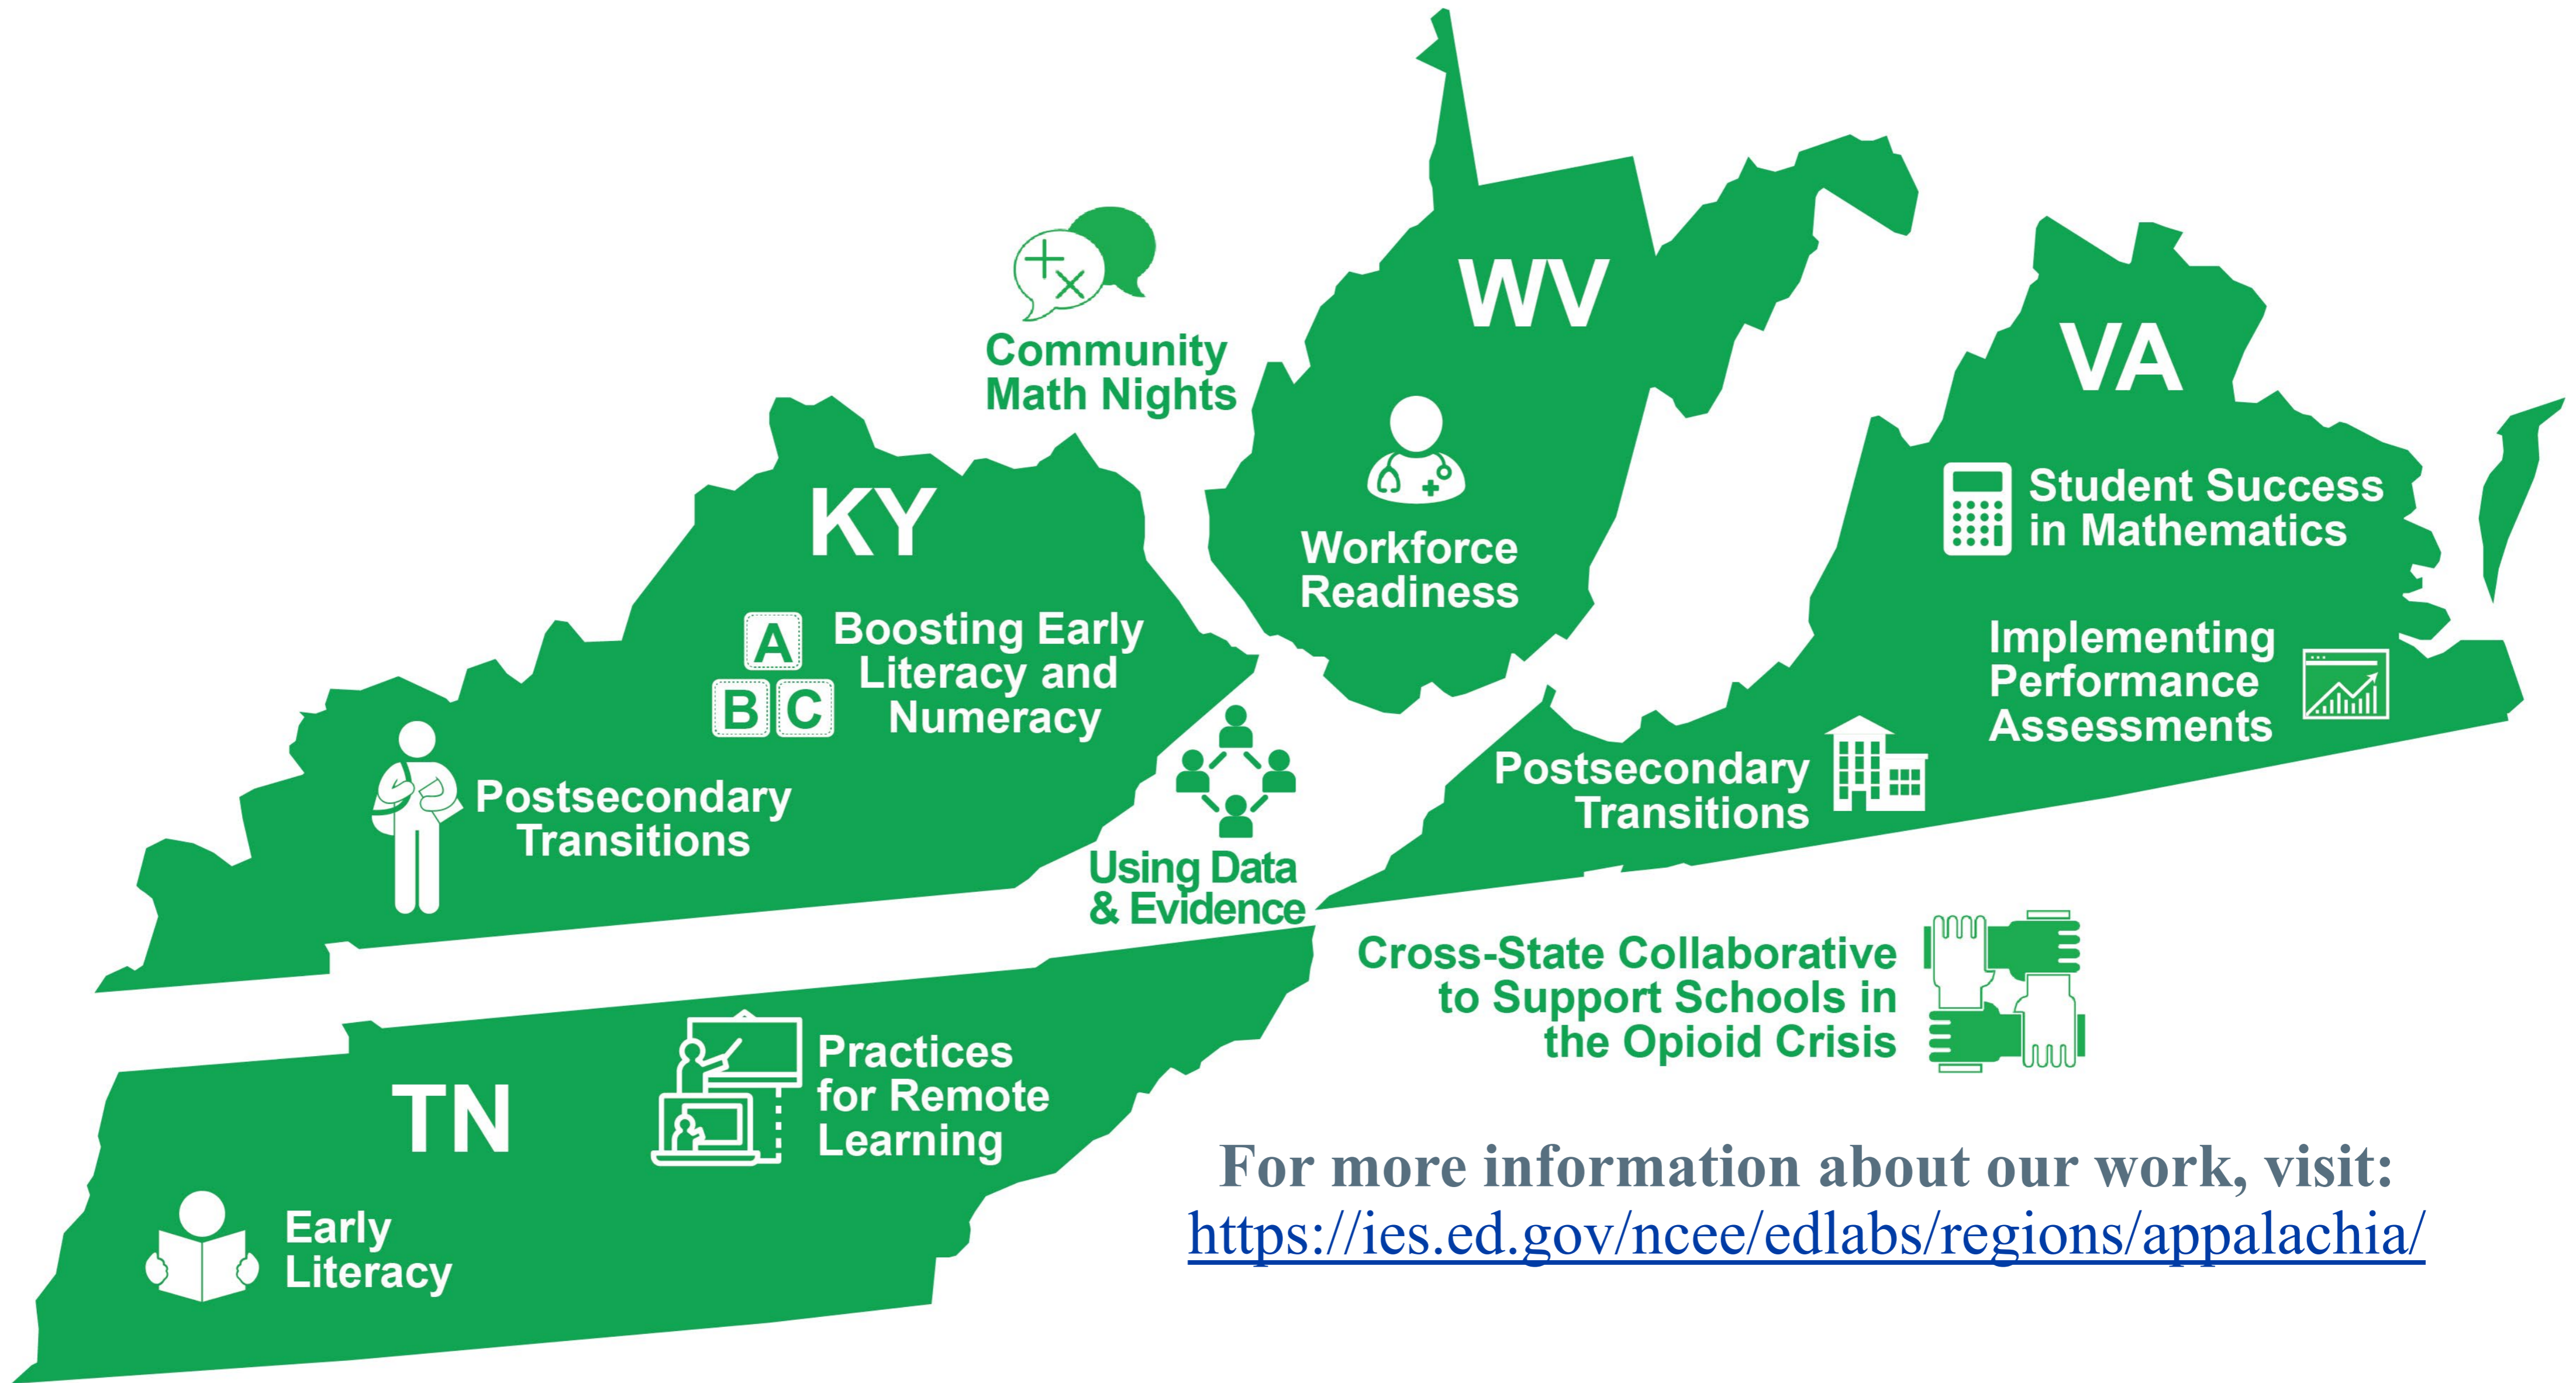 Community
Math Nights
WV
Workforce
Readiness
VA
Student Success
in Mathematics
Implementing
Performance
Assessments
Postsecondary
Transitions
KY
A
B C
Boosting Early
Literacy and
Numeracy
Postsecondary
Transitions
Using Data
& Evidence
Cross-State Collaborative
to Support Schools in
the Opioid Crisis
TN
Practices
for Remote
Learning
Early
Literacy
For more information about our work, visit:
https://ies.ed.gov/ncee/edlabs/regions/appalachia/